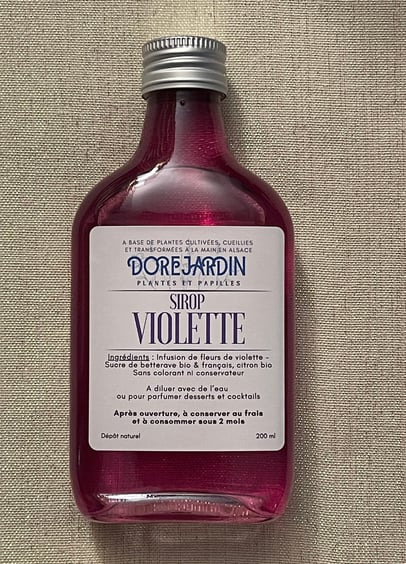 A BASE DE PLANTES CULTIVÉES, CUEILLIES
ET TRANSFORMÉES À LA MAIN EN ALSACE
DOREJARDIN
PLANTES ET PAPILLES
SIROP
VIOLETTE
Ingrédients : Infusion de fleurs de violette -
Sucre de betterave bio & français, citron bio
Sans colorant ni conservateur
A diluer avec de l'eau
ou pour parfumer desserts et cocktails
Après ouverture, à conserver au frais
et à consommer sous 2 mois
Dépôt naturel
200 ml